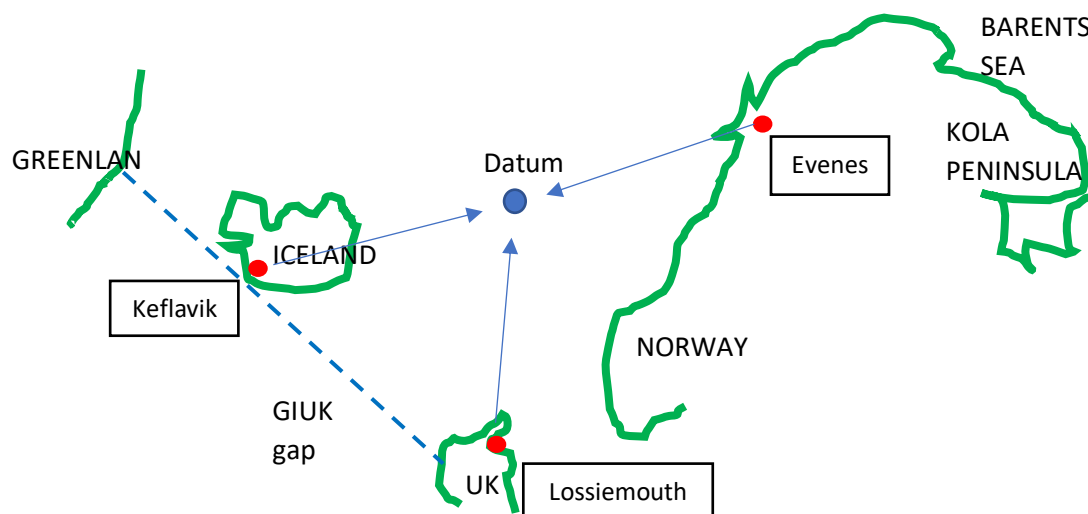 BARENTS
SEA
GREENLAN
KOLA
PENINSULA
Datum
Evenes
ICELAND
Keflavik
NORWAY
GIUK
gap
UK
Lossiemouth